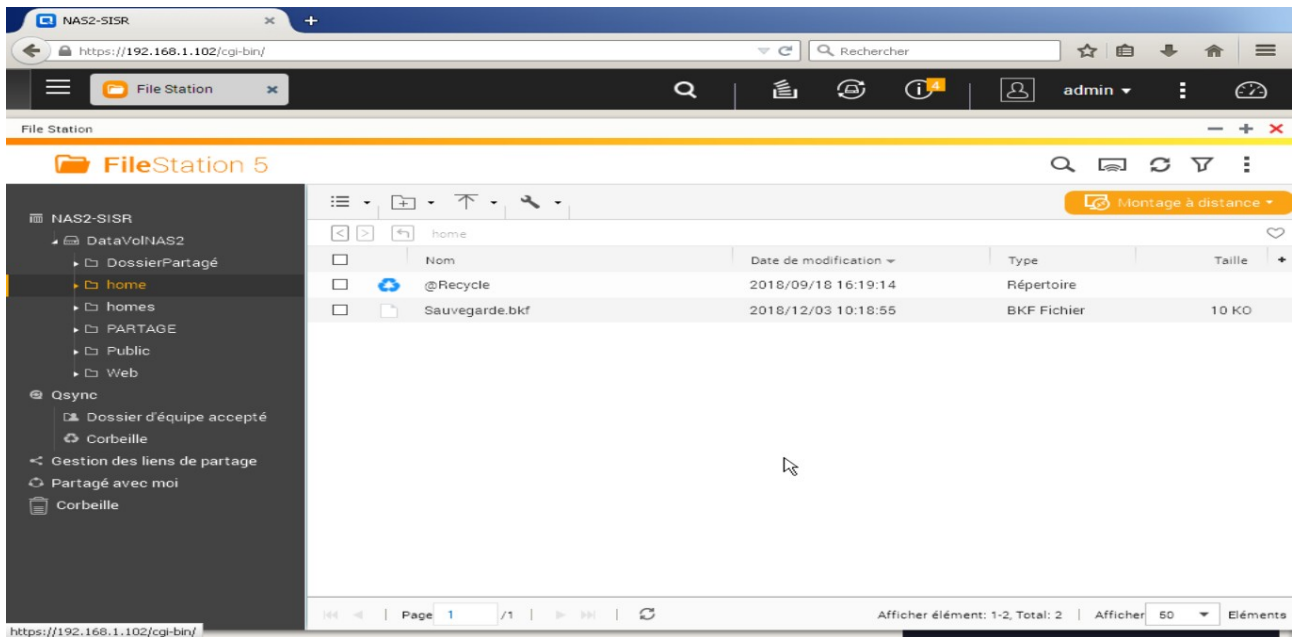 NAS2-SISR
https://192.168.1.102/cgi-bin/
Rechercher
File Station
4
admin
File Station
FileStation 5
NAS2-SISR
DataVolNAS2
DossierPartagé
home
homes
PARTAGE
Public
Web
Qsync
Dossier d'équipe accepté
Corbeille
Gestion des liens de partage
Partagé avec moi
Corbeille
Montage à distance
home
Nom Date de modification Type Taille
@Recycle 2018/09/18 16:19:14 Répertoire
Sauvegarde.bkf 2018/12/03 10:18:55 BKF Fichier 10 KO
Page 1 /1 Afficher élément: 1-2, Total: 2 Afficher 50 Eléments
https://192.168.1.102/cgi-bin/